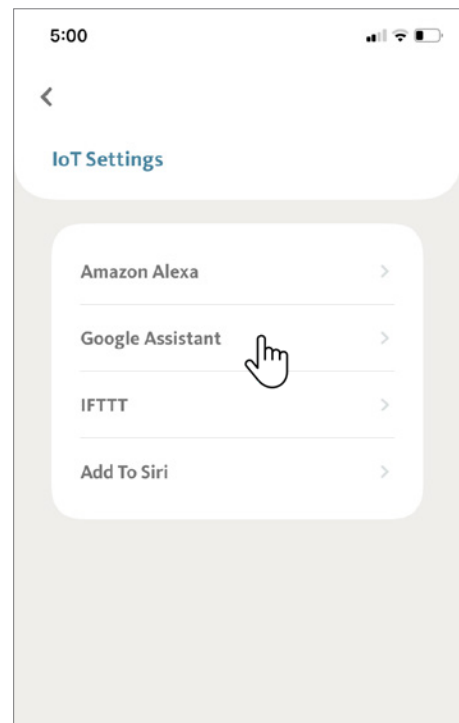 5:00
IoT Settings
Amazon Alexa
Google Assistant
IFTTT
Add To Siri